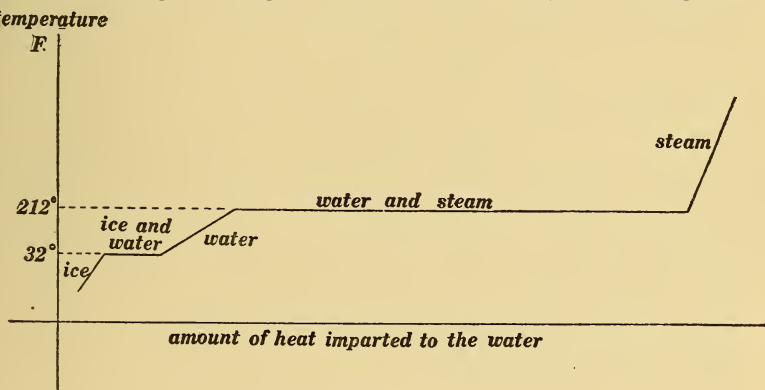 temperature
F.
steam
212°
water and steam
ice and
water
water
32°
ice
amount of heat imparted to the water